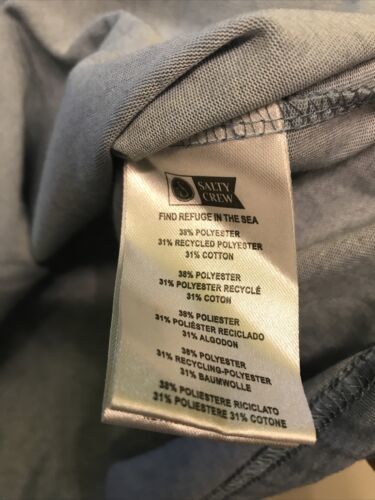 SALTY
CREW
FIND REFUGE IN THE SEA
38% POLYESTER
31% RECYCLED POLYESTER
31% COTTON
38% POLYESTER
31% POLYESTER RECYCLÉ
31% COTON
38% POLIESTER
31% POLIÉSTER RECICLADO
31% ALGODON
38% POLYESTER
31% RECYCLING-POLYESTER
31% BAUMWOLLE
38% POLIESTERE RICICLATO
31% POLIESTERE 31% COTONE